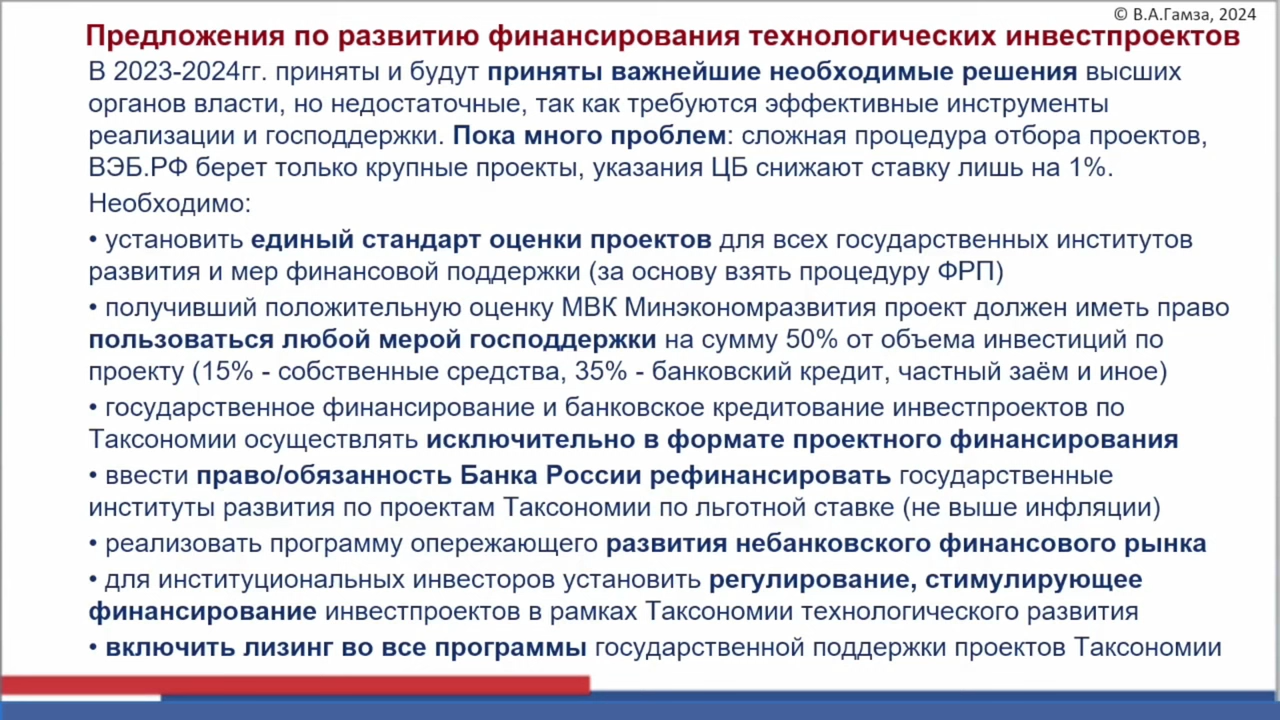 © В.А.Гамза, 2024
Предложения по развитию финансирования технологических инвестпроектов
В 2023-2024гг. приняты и будут приняты важнейшие необходимые решения высших
органов власти, но недостаточные, так как требуются эффективные инструменты
реализации и господдержки. Пока много проблем: сложная процедура отбора проектов,
ВЭБ.РФ берет только крупные проекты, указания ЦБ снижают ставку лишь на 1%.
Необходимо:
• установить единый стандарт оценки проектов для всех государственных институтов
развития и мер финансовой поддержки (за основу взять процедуру ФРП)
• получивший положительную оценку МВК Минэкономразвития проект должен иметь право
пользоваться любой мерой господдержки на сумму 50% от объема инвестиций по
проекту (15% - собственные средства, 35% - банковский кредит, частный заём и иное)
• государственное финансирование и банковское кредитование инвестпроектов по
Таксономии осуществлять исключительно в формате проектного финансирования
• ввести право/обязанность Банка России рефинансировать государственные
институты развития по проектам Таксономии по льготной ставке (не выше инфляции)
• реализовать программу опережающего развития небанковского финансового рынка
• для институциональных инвесторов установить регулирование, стимулирующее
финансирование инвестпроектов в рамках Таксономии технологического развития
• включить лизинг во все программы государственной поддержки проектов Таксономии